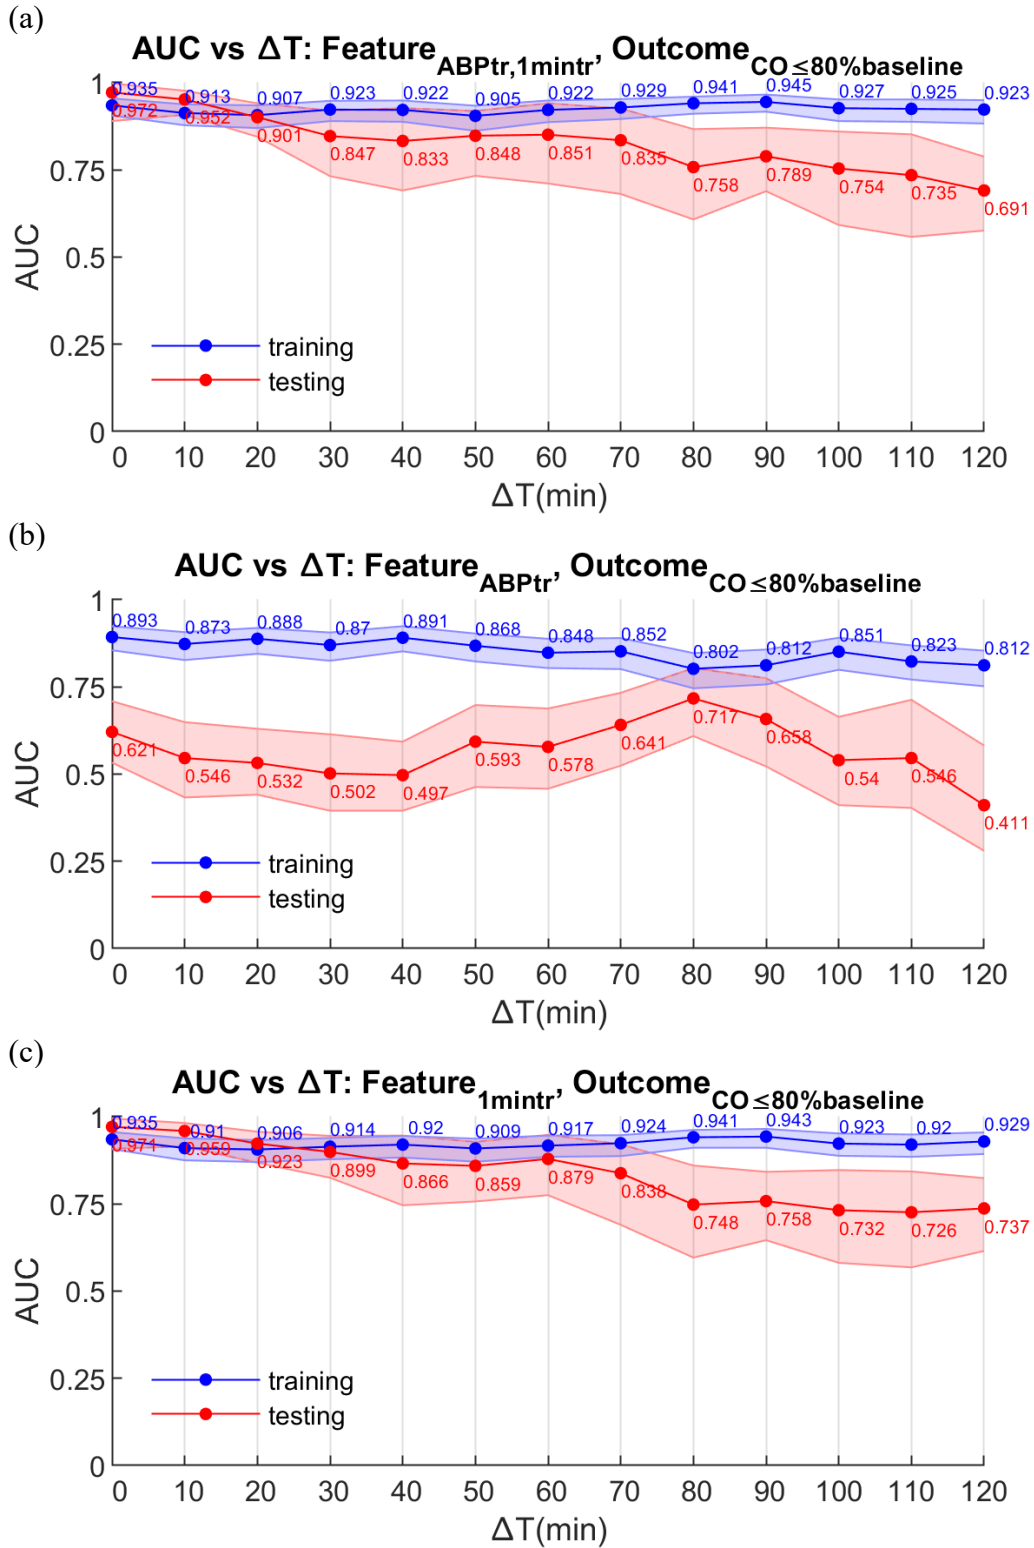 (a)
AUC vs ΔT: Feature_ABPtr,1mintr, Outcome_CO≤80%baseline
AUC
1
0.75
0.5
0.25
0
0.935 0.913 0.907 0.923 0.922 0.905 0.922 0.929 0.941 0.945 0.927 0.925 0.923
0.972 0.952 0.901 0.847 0.833 0.848 0.851 0.835 0.758 0.789 0.754 0.735 0.691
training
testing
0 10 20 30 40 50 60 70 80 90 100 110 120
ΔT(min)
(b)
AUC vs ΔT: Feature_ABPtr, Outcome_CO≤80%baseline
AUC
1
0.75
0.5
0.25
0
0.893 0.873 0.888 0.87 0.891 0.868 0.848 0.852 0.802 0.812 0.851 0.823 0.812
0.621 0.546 0.532 0.502 0.497 0.593 0.578 0.641 0.717 0.658 0.54 0.546 0.411
training
testing
0 10 20 30 40 50 60 70 80 90 100 110 120
ΔT(min)
(c)
AUC vs ΔT: Feature_1mintr, Outcome_CO≤80%baseline
AUC
1
0.75
0.5
0.25
0
0.935 0.91 0.906 0.914 0.92 0.909 0.917 0.924 0.941 0.943 0.923 0.92 0.929
0.971 0.959 0.923 0.899 0.866 0.859 0.879 0.838 0.748 0.758 0.732 0.726 0.737
training
testing
0 10 20 30 40 50 60 70 80 90 100 110 120
ΔT(min)